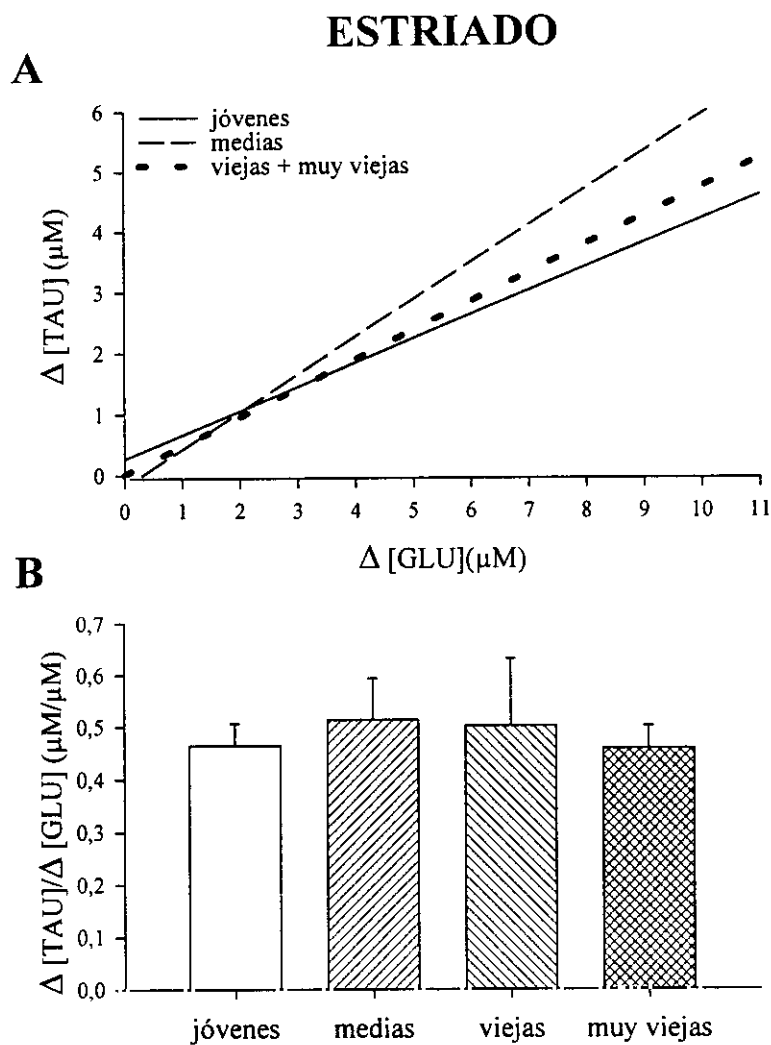 ESTRIADO
A
jóvenes
medias
viejas + muy viejas
Δ [TAU] (µM)
6
5
4
3
2
1
0
0 1 2 3 4 5 6 7 8 9 10 11
Δ [GLU](µM)
B
Δ [TAU]/Δ [GLU] (µM/µM)
0,7
0,6
0,5
0,4
0,3
0,2
0,1
0,0
jóvenes medias viejas muy viejas